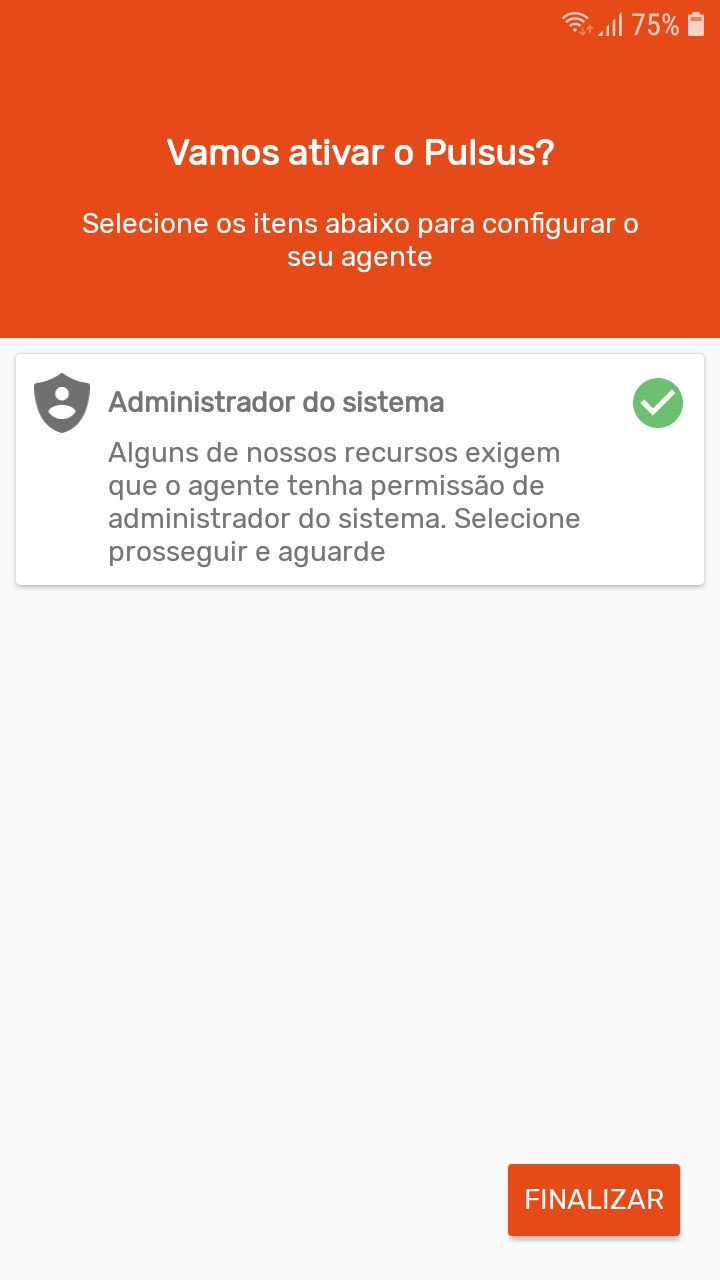 75%
Vamos ativar o Pulsus?
Selecione os itens abaixo para configurar o
seu agente
Administrador do sistema
Alguns de nossos recursos exigem
que o agente tenha permissão de
administrador do sistema. Selecione
prosseguir e aguarde
FINALIZAR